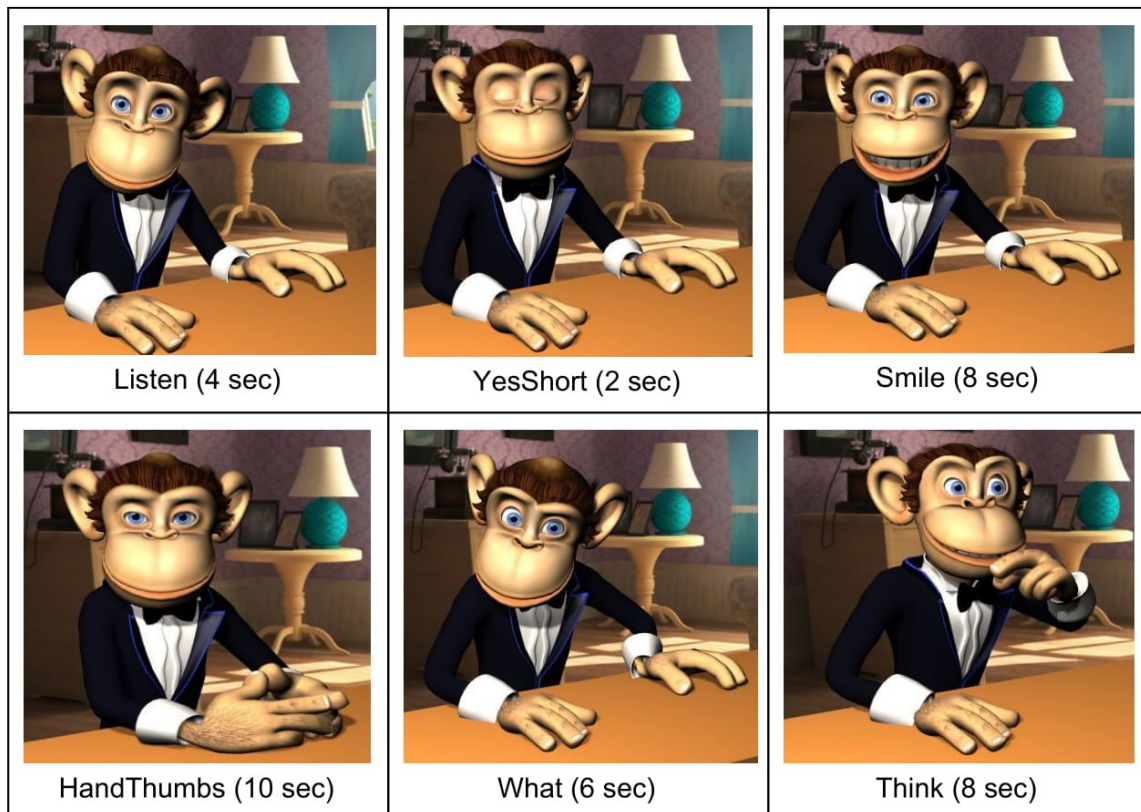 Listen (4 sec)
YesShort (2 sec)
Smile (8 sec)
HandThumbs (10 sec)
What (6 sec)
Think (8 sec)